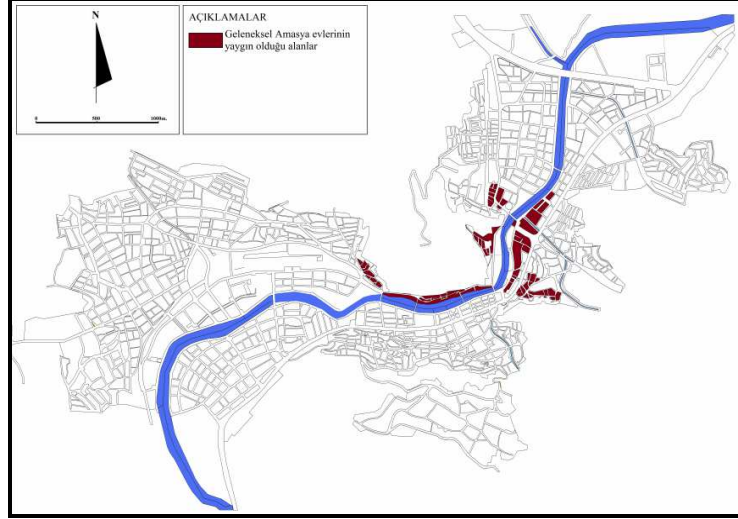 N
0 500 1000m.
AÇIKLAMALAR
Geleneksel Amasya evlerinin
yaygın olduğu alanlar